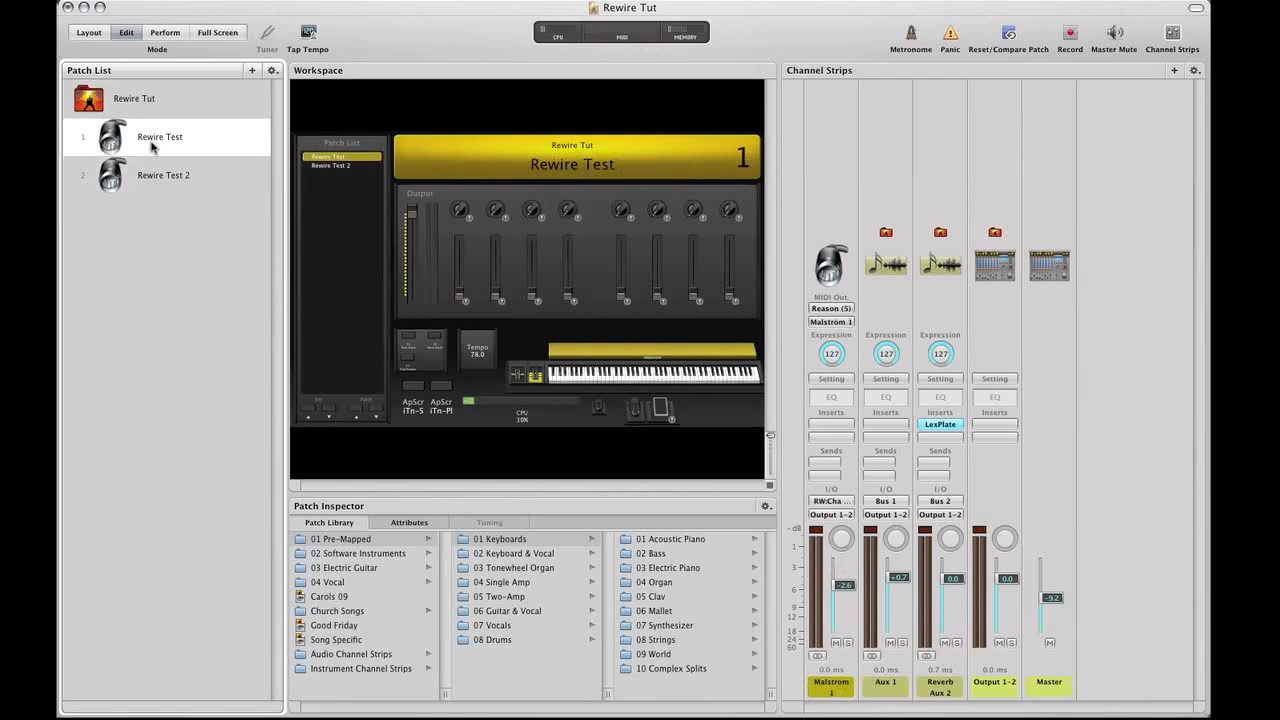 Rewire Tut
Layout Edit Perform Full Screen
Mode
Tuner Tap Tempo
CPU MIDI MEMORY
Metronome Panic Reset/Compare Patch Record Master Mute Channel Strips
Patch List
Rewire Tut
1 Rewire Test
2 Rewire Test 2
Workspace
Patch List
Rewire Test
Rewire Test 2
Rewire Tut
Rewire Test 1
Output
Tempo
78.0
ApScr ApScr
iTn-S iTn-Pl
CPU
10%
Patch Inspector
Patch Library Attributes Tuning
01 Pre-Mapped
02 Software Instruments
03 Electric Guitar
04 Vocal
Carols 09
Church Songs
Good Friday
Song Specific
Audio Channel Strips
Instrument Channel Strips
01 Keyboards
02 Keyboard & Vocal
03 Tonewheel Organ
04 Single Amp
05 Two-Amp
06 Guitar & Vocal
07 Vocals
08 Drums
01 Acoustic Piano
02 Bass
03 Electric Piano
04 Organ
05 Clav
06 Mallet
07 Synthesizer
08 Strings
09 World
10 Complex Splits
Channel Strips
MIDI Out.
Reason (5)
Malström 1
Expression Expression Expression
127 127 127
Setting Setting Setting Setting
EQ EQ EQ EQ
Inserts Inserts Inserts Inserts
LexPlate
Sends Sends Sends
I/O I/O I/O I/O
RW:Cha ... Bus 1 Bus 2
Output 1-2 Output 1-2 Output 1-2
- dB
1
3
6
9
12
18
24
60
-2.6 +0.7 0.0 0.0 -9.2
M S M S M S M S M
0.0 ms 0.0 ms 0.7 ms 0.0 ms
Malstrom 1 Aux 1 Reverb Aux 2 Output 1-2 Master